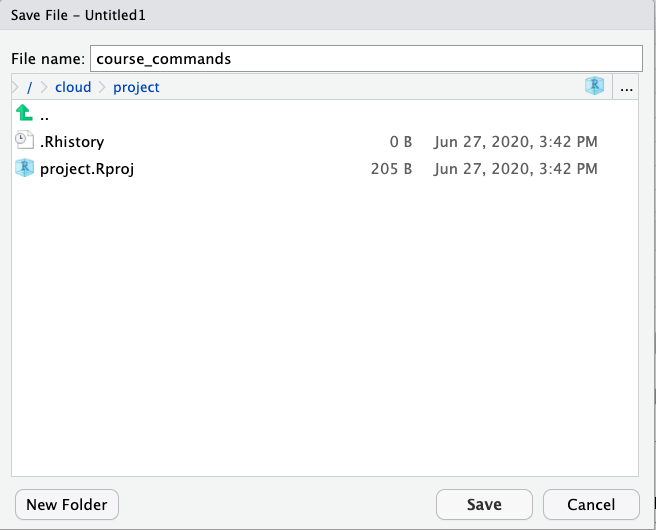 Save File – Untitled1
File name: course_commands
/ cloud project R ...
..
.Rhistory 0 B Jun 27, 2020, 3:42 PM
R project.Rproj 205 B Jun 27, 2020, 3:42 PM
New Folder Save Cancel